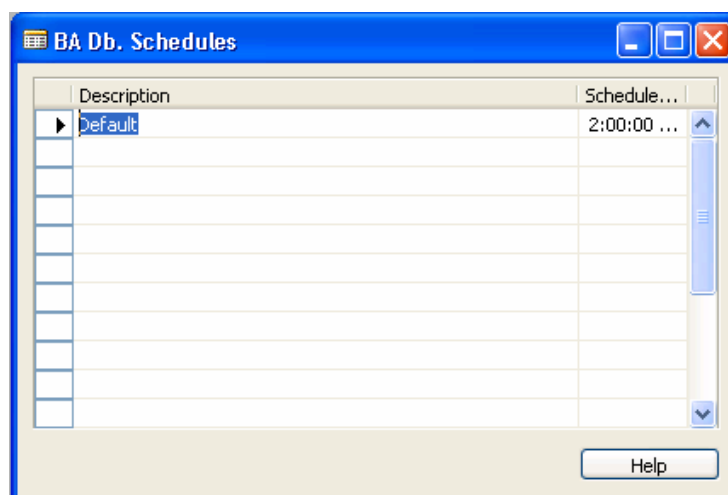 BA Db. Schedules
Description Schedule...
Default 2:00:00 ...
Help